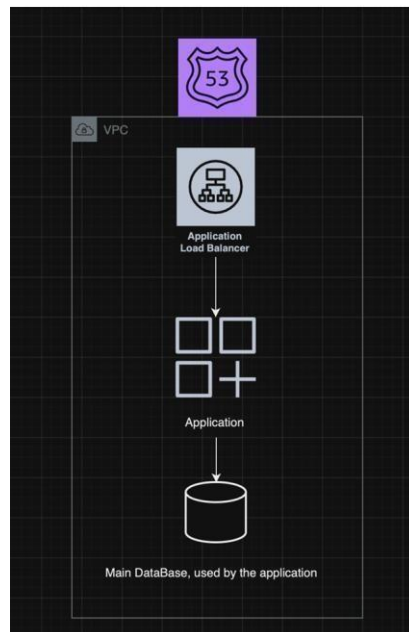 53
VPC
Application
Load Balancer
Application
Main DataBase, used by the application